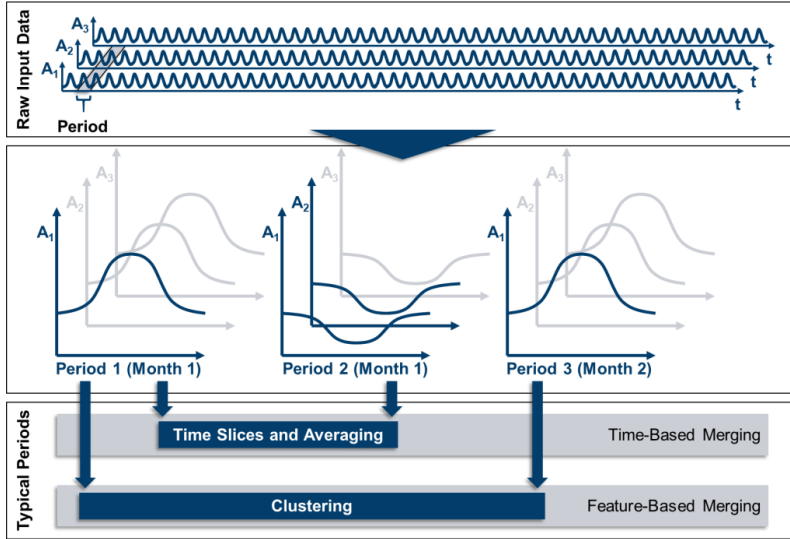 Raw Input Data
A3
A2
A1
t
t
t
Period
A3
A2
A1
A3
A2
A1
A3
A2
A1
Period 1 (Month 1)
Period 2 (Month 1)
Period 3 (Month 2)
Typical Periods
Time Slices and Averaging
Time-Based Merging
Clustering
Feature-Based Merging